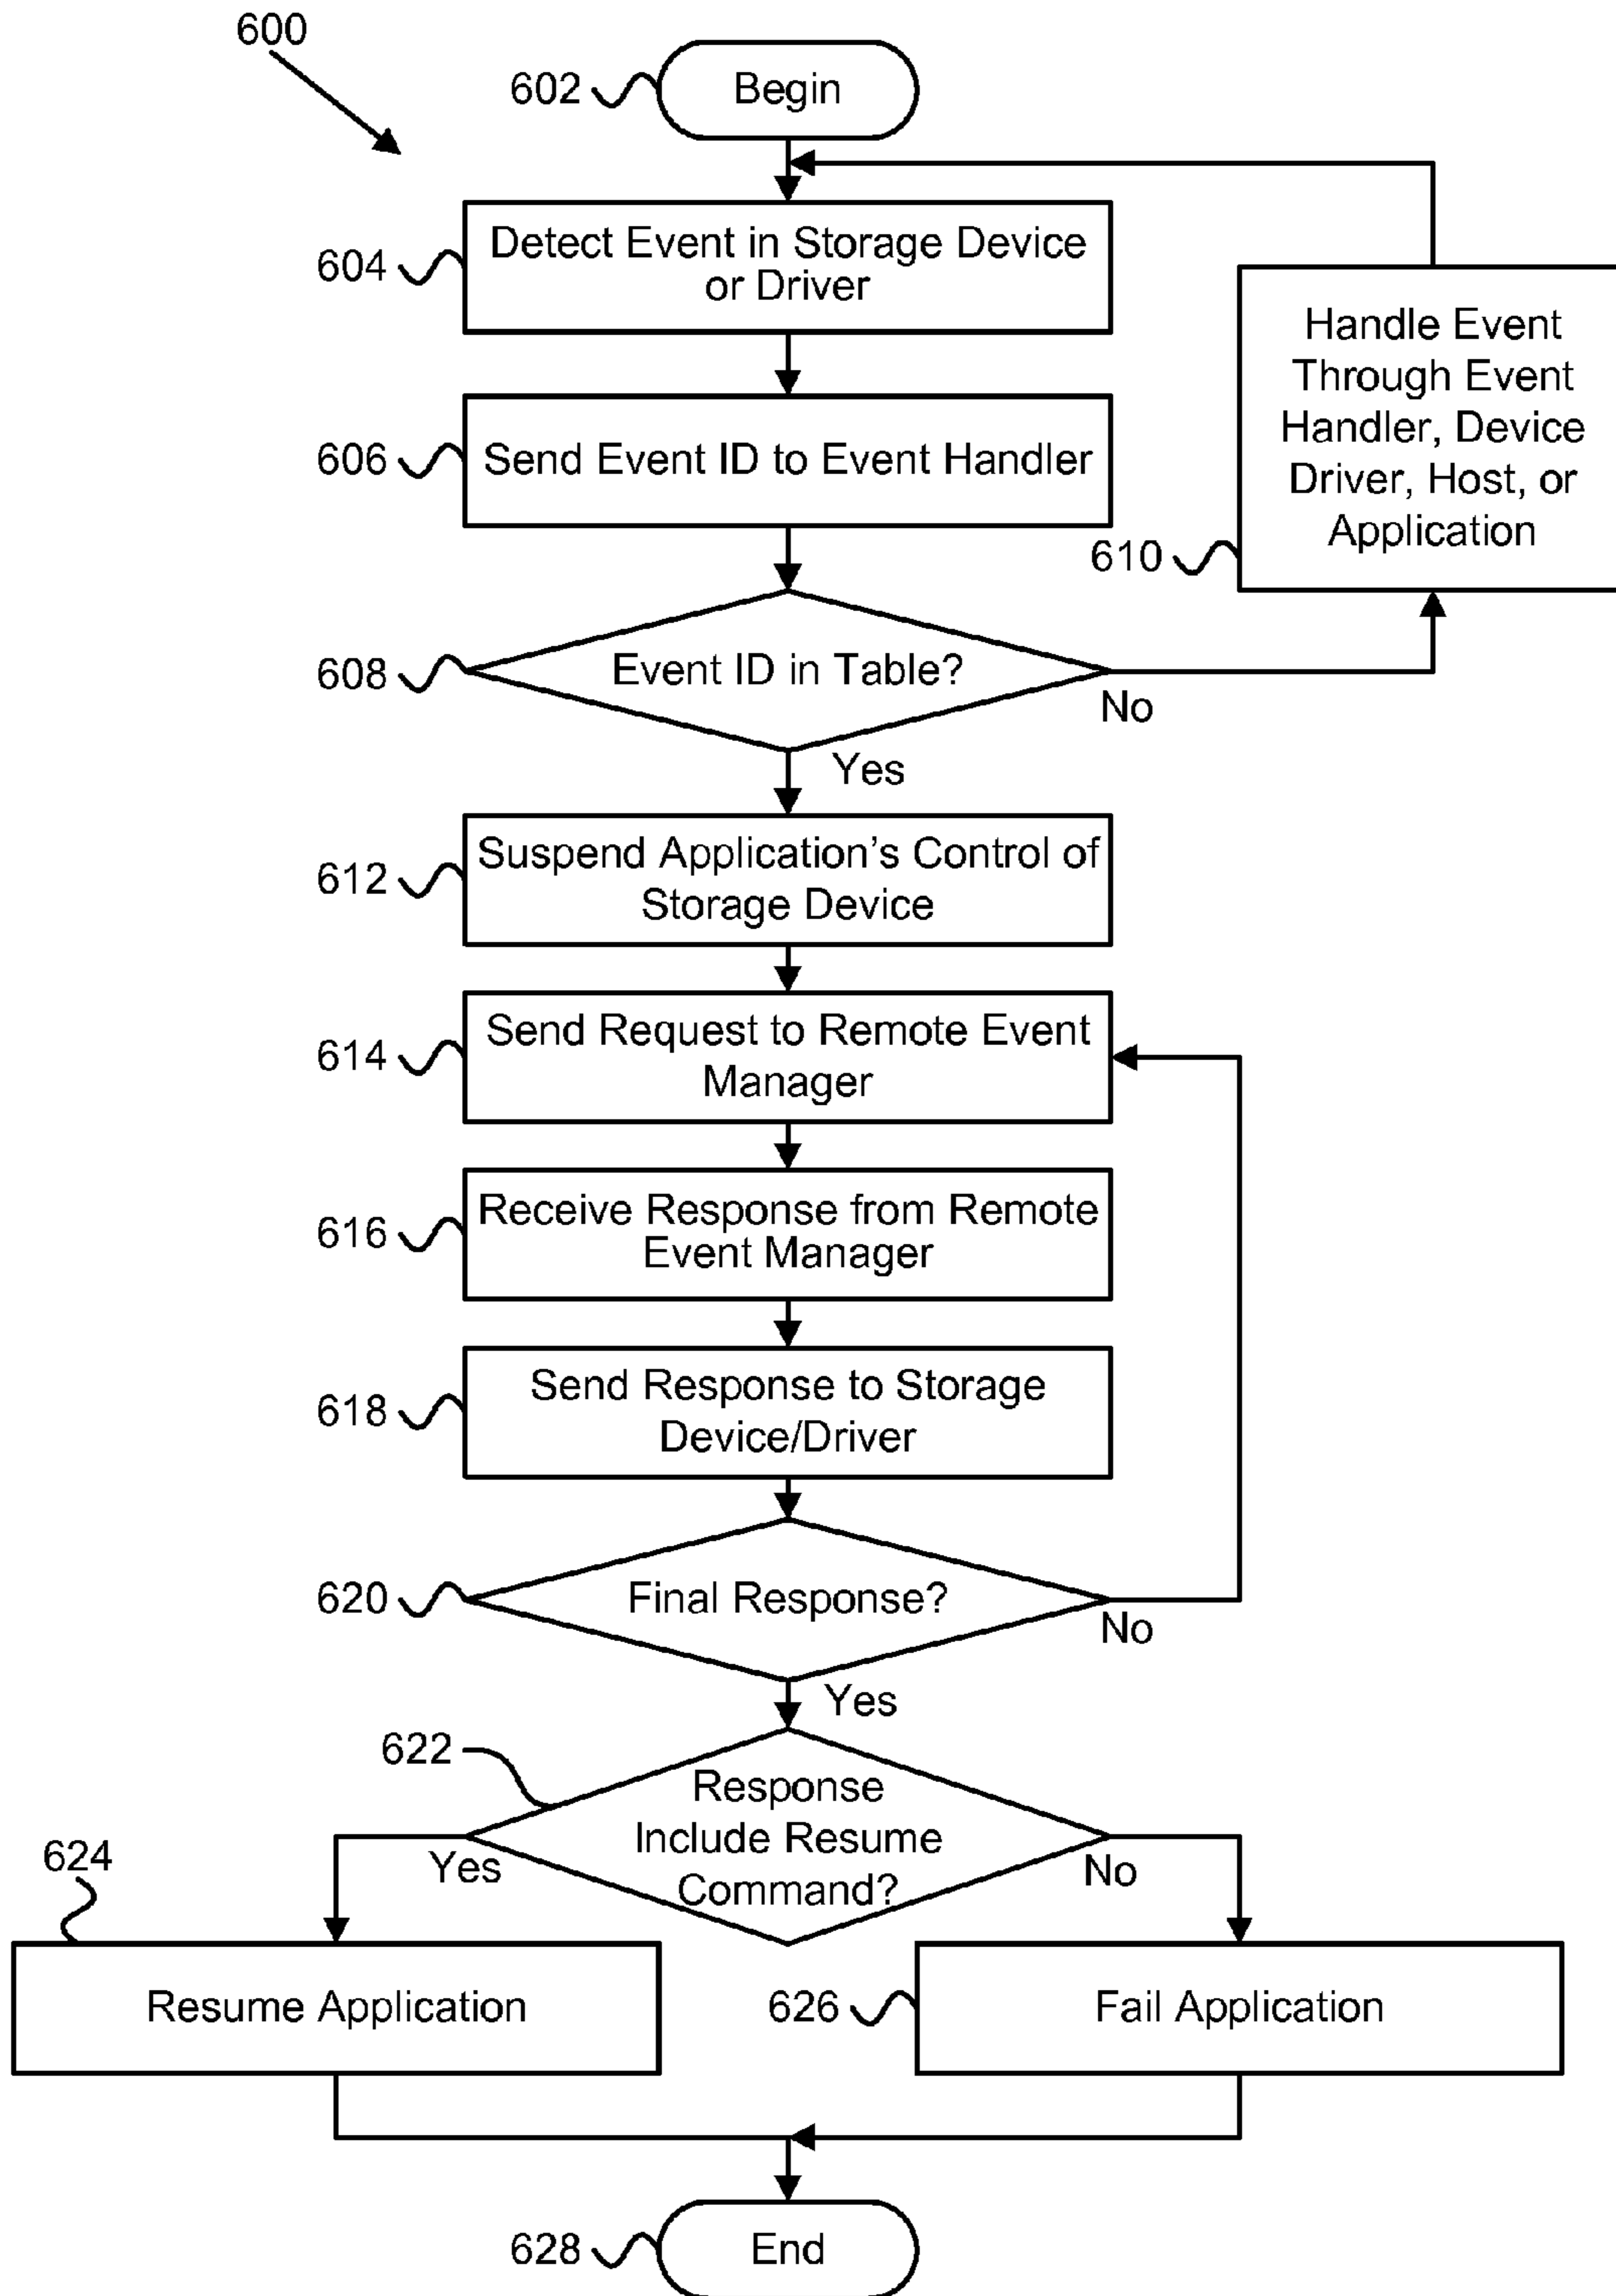 600
602
Begin
604
Detect Event in Storage Device
or Driver
606
Send Event ID to Event Handler
Handle Event
Through Event
Handler, Device
Driver, Host, or
Application
610
608
Event ID in Table?
No
Yes
612
Suspend Application's Control of
Storage Device
614
Send Request to Remote Event
Manager
616
Receive Response from Remote
Event Manager
618
Send Response to Storage
Device/Driver
620
Final Response?
No
Yes
622
Response
Include Resume
Command?
Yes
No
624
Resume Application
626
Fail Application
628
End